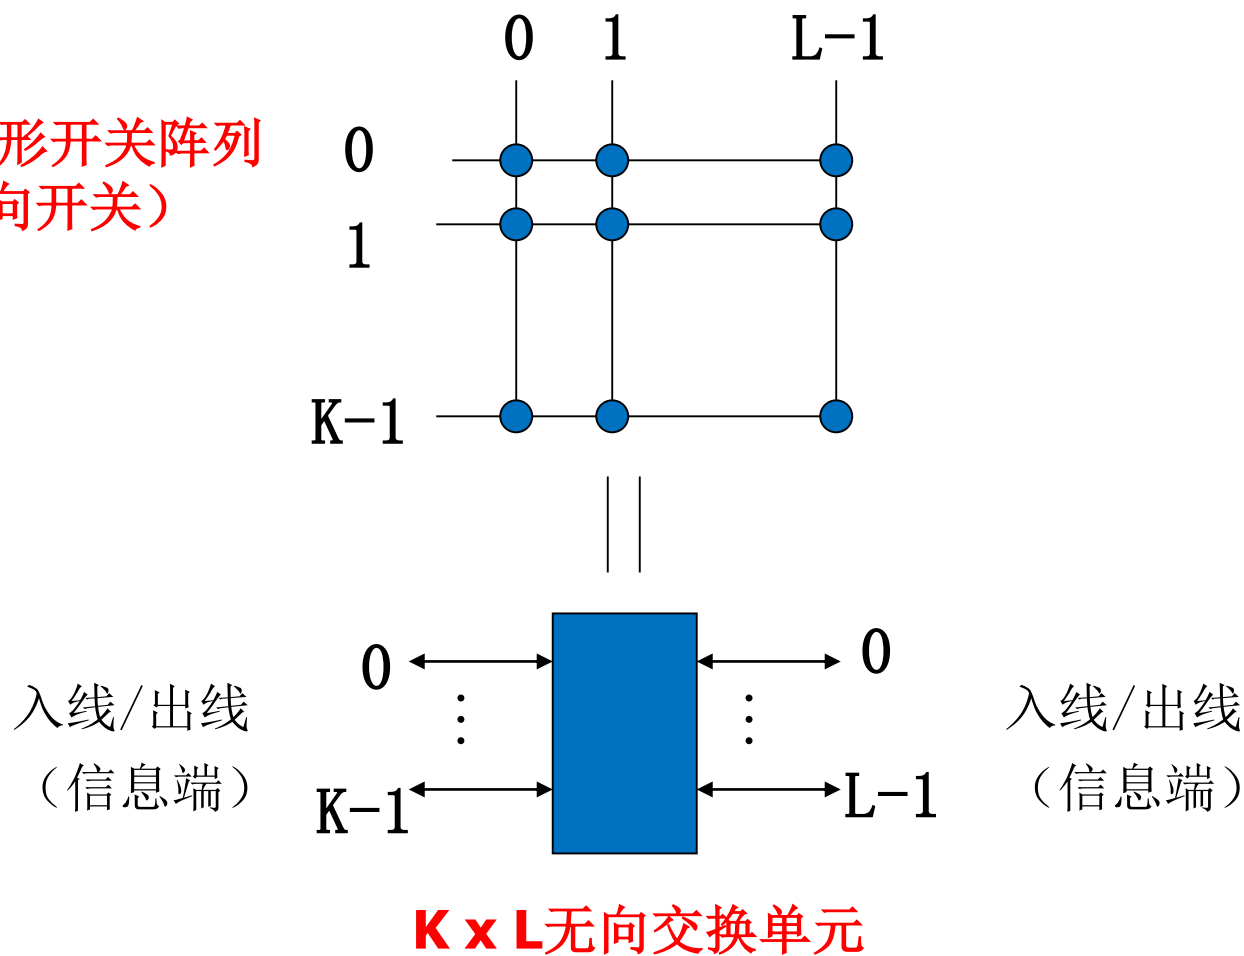 0 1 L-1
形开关阵列
0
向开关）
1
K-1
0 0
入线/出线 入线/出线
⋮ ⋮
（信息端） （信息端）
K-1 L-1
K x L无向交换单元